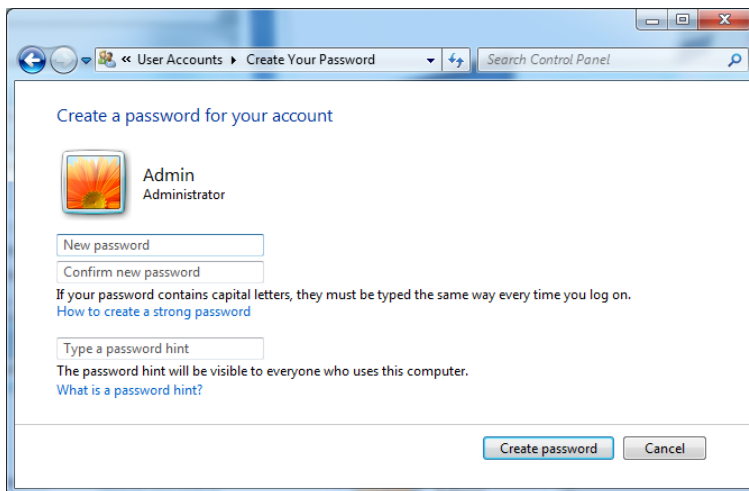 « User Accounts ▸ Create Your Password
Search Control Panel
Create a password for your account
Admin
Administrator
New password
Confirm new password
If your password contains capital letters, they must be typed the same way every time you log on.
How to create a strong password
Type a password hint
The password hint will be visible to everyone who uses this computer.
What is a password hint?
Create password
Cancel